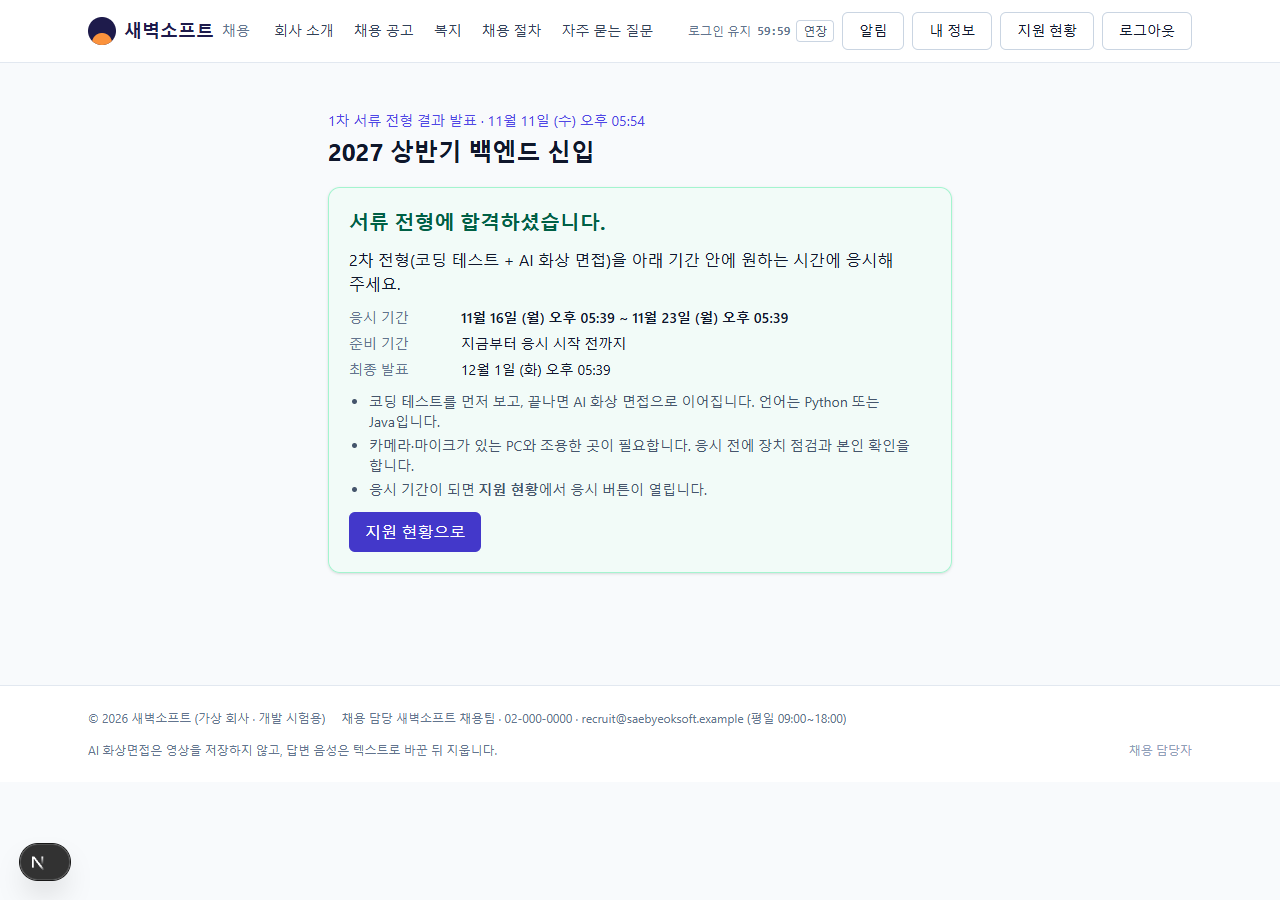 새벽소프트 채용 회사 소개 채용 공고 복지 채용 절차 자주 묻는 질문 로그인 유지 59:59 연장 알림 내 정보 지원 현황 로그아웃
1차 서류 전형 결과 발표 · 11월 11일 (수) 오후 05:54
2027 상반기 백엔드 신입
서류 전형에 합격하셨습니다.
2차 전형(코딩 테스트 + AI 화상 면접)을 아래 기간 안에 원하는 시간에 응시해
주세요.
응시 기간 11월 16일 (월) 오후 05:39 ~ 11월 23일 (월) 오후 05:39
준비 기간 지금부터 응시 시작 전까지
최종 발표 12월 1일 (화) 오후 05:39
• 코딩 테스트를 먼저 보고, 끝나면 AI 화상 면접으로 이어집니다. 언어는 Python 또는
Java입니다.
• 카메라·마이크가 있는 PC와 조용한 곳이 필요합니다. 응시 전에 장치 점검과 본인 확인을
합니다.
• 응시 기간이 되면 지원 현황에서 응시 버튼이 열립니다.
지원 현황으로
© 2026 새벽소프트 (가상 회사 · 개발 시험용) 채용 담당 새벽소프트 채용팀 · 02-000-0000 · recruit@saebyeoksoft.example (평일 09:00~18:00)
AI 화상면접은 영상을 저장하지 않고, 답변 음성은 텍스트로 바꾼 뒤 지웁니다. 채용 담당자
N